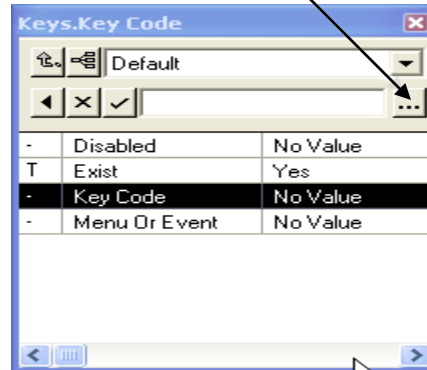 Keys.Key Code
Default
...
- Disabled No Value
T Exist Yes
- Key Code No Value
- Menu Or Event No Value